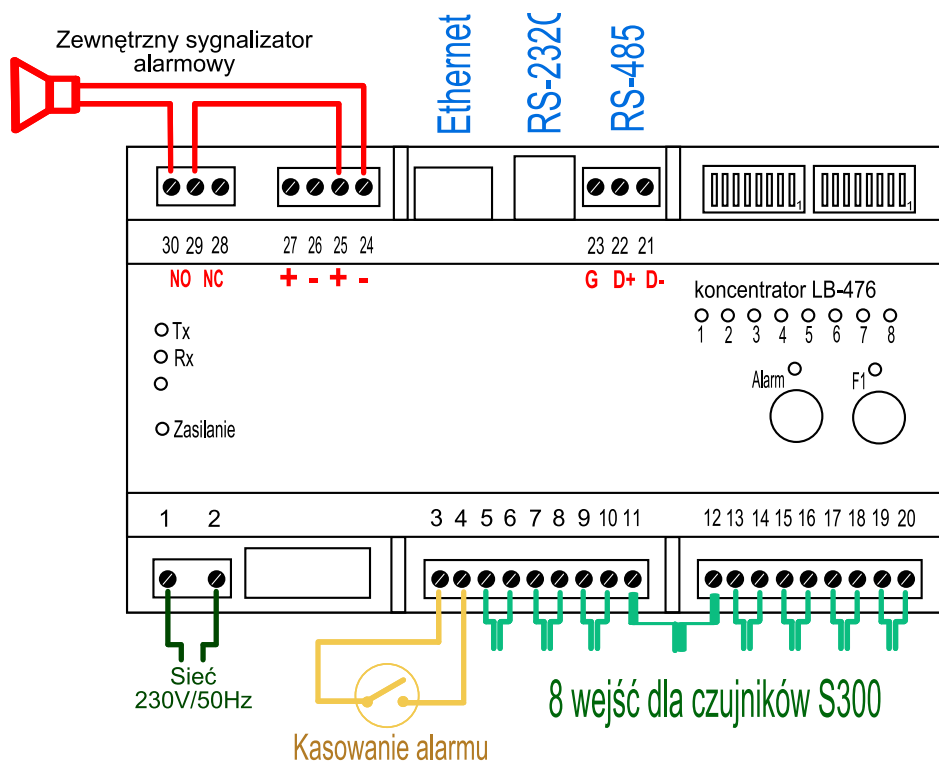 Zewnętrzny sygnalizator
alarmowy
Ethernet
RS-232C
RS-485
1
1
30 29 28
27 26 25 24
23 22 21
NO NC
+ - + -
G D+ D-
koncentrator LB-476
1 2 3 4 5 6 7 8
Tx
Rx
Alarm
F1
Zasilanie
1 2
3 4 5 6 7 8 9 10 11
12 13 14 15 16 17 18 19 20
Sieć
230V/50Hz
8 wejść dla czujników S300
Kasowanie alarmu